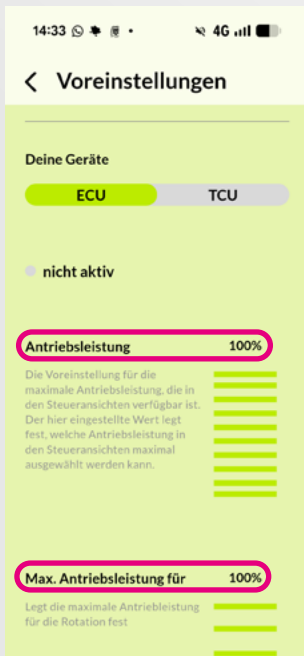 14:33
4G
Voreinstellungen
Deine Geräte
ECU TCU
nicht aktiv
Antriebsleistung 100%
Die Voreinstellung für die
maximale Antriebsleistung, die in
den Steueransichten verfügbar ist.
Der hier eingestellte Wert legt
fest, welche Antriebsleistung in
den Steueransichten maximal
ausgewählt werden kann.
Max. Antriebsleistung für 100%
Legt die maximale Antriebleistung
für die Rotation fest